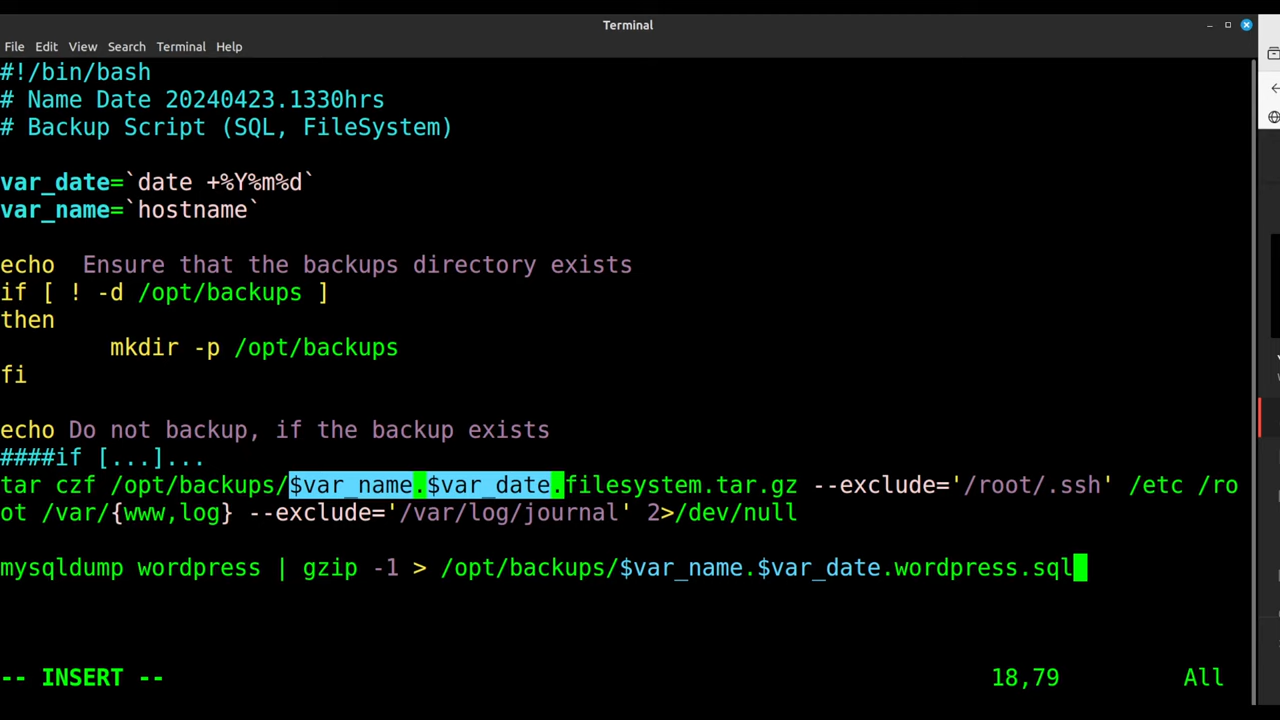 Terminal
File Edit View Search Terminal Help
#!/bin/bash
# Name Date 20240423.1330hrs
# Backup Script (SQL, FileSystem)
var_date=`date +%Y%m%d`
var_name=`hostname`
echo  Ensure that the backups directory exists
if [ ! -d /opt/backups ]
then
        mkdir -p /opt/backups
fi
echo Do not backup, if the backup exists
####if [...]...
tar czf /opt/backups/$var_name.$var_date.filesystem.tar.gz --exclude='/root/.ssh' /etc /ro
ot /var/{www,log} --exclude='/var/log/journal' 2>/dev/null
mysqldump wordpress | gzip -1 > /opt/backups/$var_name.$var_date.wordpress.sql
-- INSERT -- 18,79 All